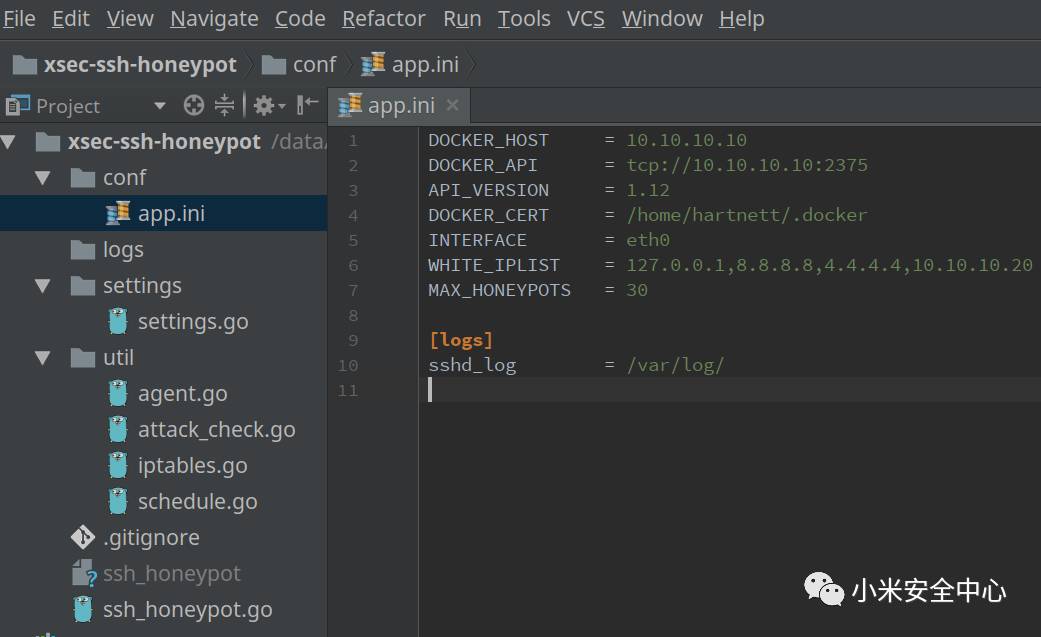 File Edit View Navigate Code Refactor Run Tools VCS Window Help
xsec-ssh-honeypot conf app.ini
Project
app.ini ×
xsec-ssh-honeypot /data/
conf
app.ini
logs
settings
settings.go
util
agent.go
attack_check.go
iptables.go
schedule.go
.gitignore
ssh_honeypot
ssh_honeypot.go
1 DOCKER_HOST = 10.10.10.10
2 DOCKER_API = tcp://10.10.10.10:2375
3 API_VERSION = 1.12
4 DOCKER_CERT = /home/hartnett/.docker
5 INTERFACE = eth0
6 WHITE_IPLIST = 127.0.0.1,8.8.8.8,4.4.4.4,10.10.10.20
7 MAX_HONEYPOTS = 30
8
9 [logs]
10 sshd_log = /var/log/
11
小米安全中心